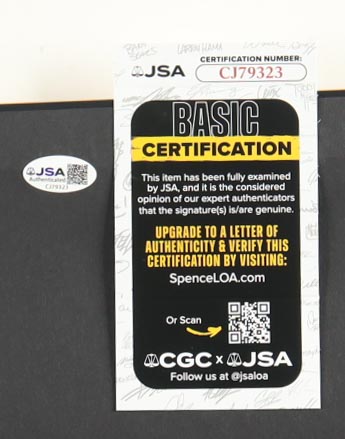 JSA
CERTIFICATION NUMBER:
CJ79323
BASIC
CERTIFICATION
This item has been fully examined
by JSA, and it is the considered
opinion of our expert authenticators
that the signature(s) is/are genuine.
UPGRADE TO A LETTER OF
AUTHENTICITY & VERIFY THIS
CERTIFICATION BY VISITING:
SpenceLOA.com
Or Scan
CGC x JSA
Follow us at @jsaloa
JSA
Authenticated
CJ79323